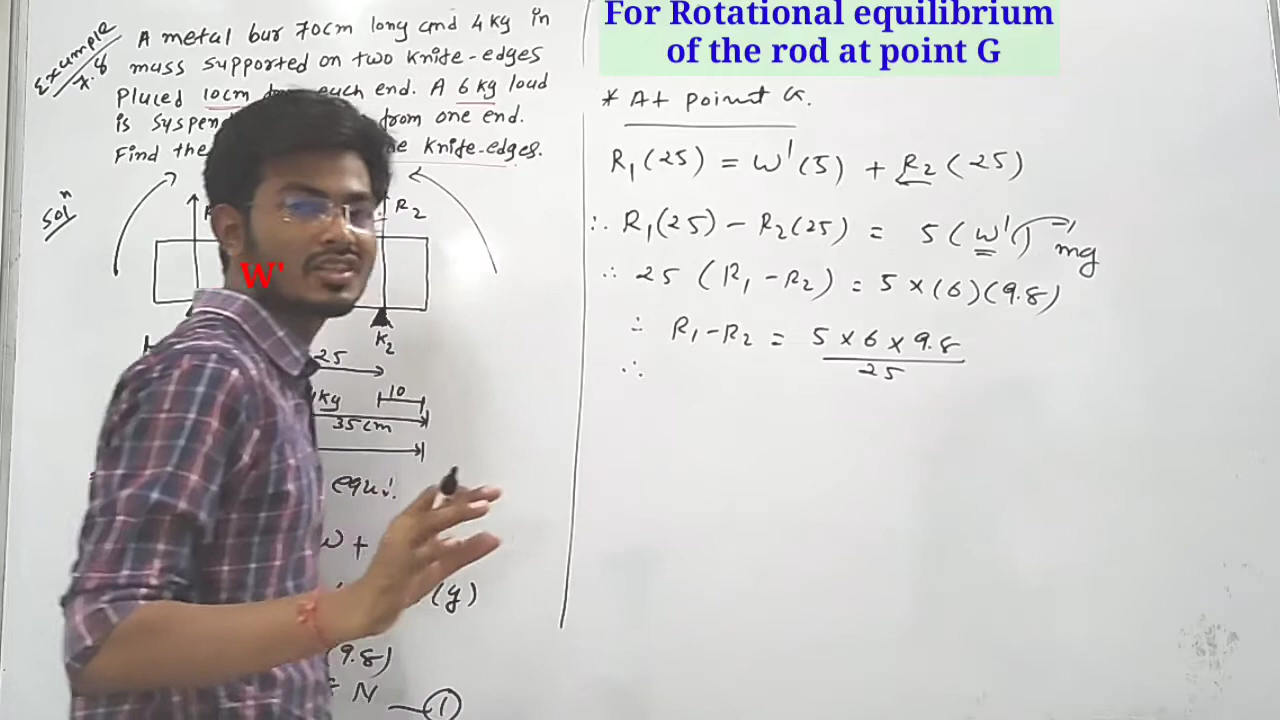 For Rotational equilibrium
of the rod at point G
Example
7.8
A metal bar 70cm long and 4kg in
mass supported on two knife-edges
placed 10cm each end. A 6kg load
is from one end.
Find the knife-edges.
Solⁿ
R2
W'
K2
25
10
kg
35cm
equi.
W +
(g)
(9.8)
N — ①
* At point G.
R1(25) = W'(5) + R2(25)
∴ R1(25) - R2(25) = 5(W') → mg
∴ 25 (R1 - R2) = 5 × (6)(9.8)
∴ R1 - R2 = 5 × 6 × 9.8
25
∴